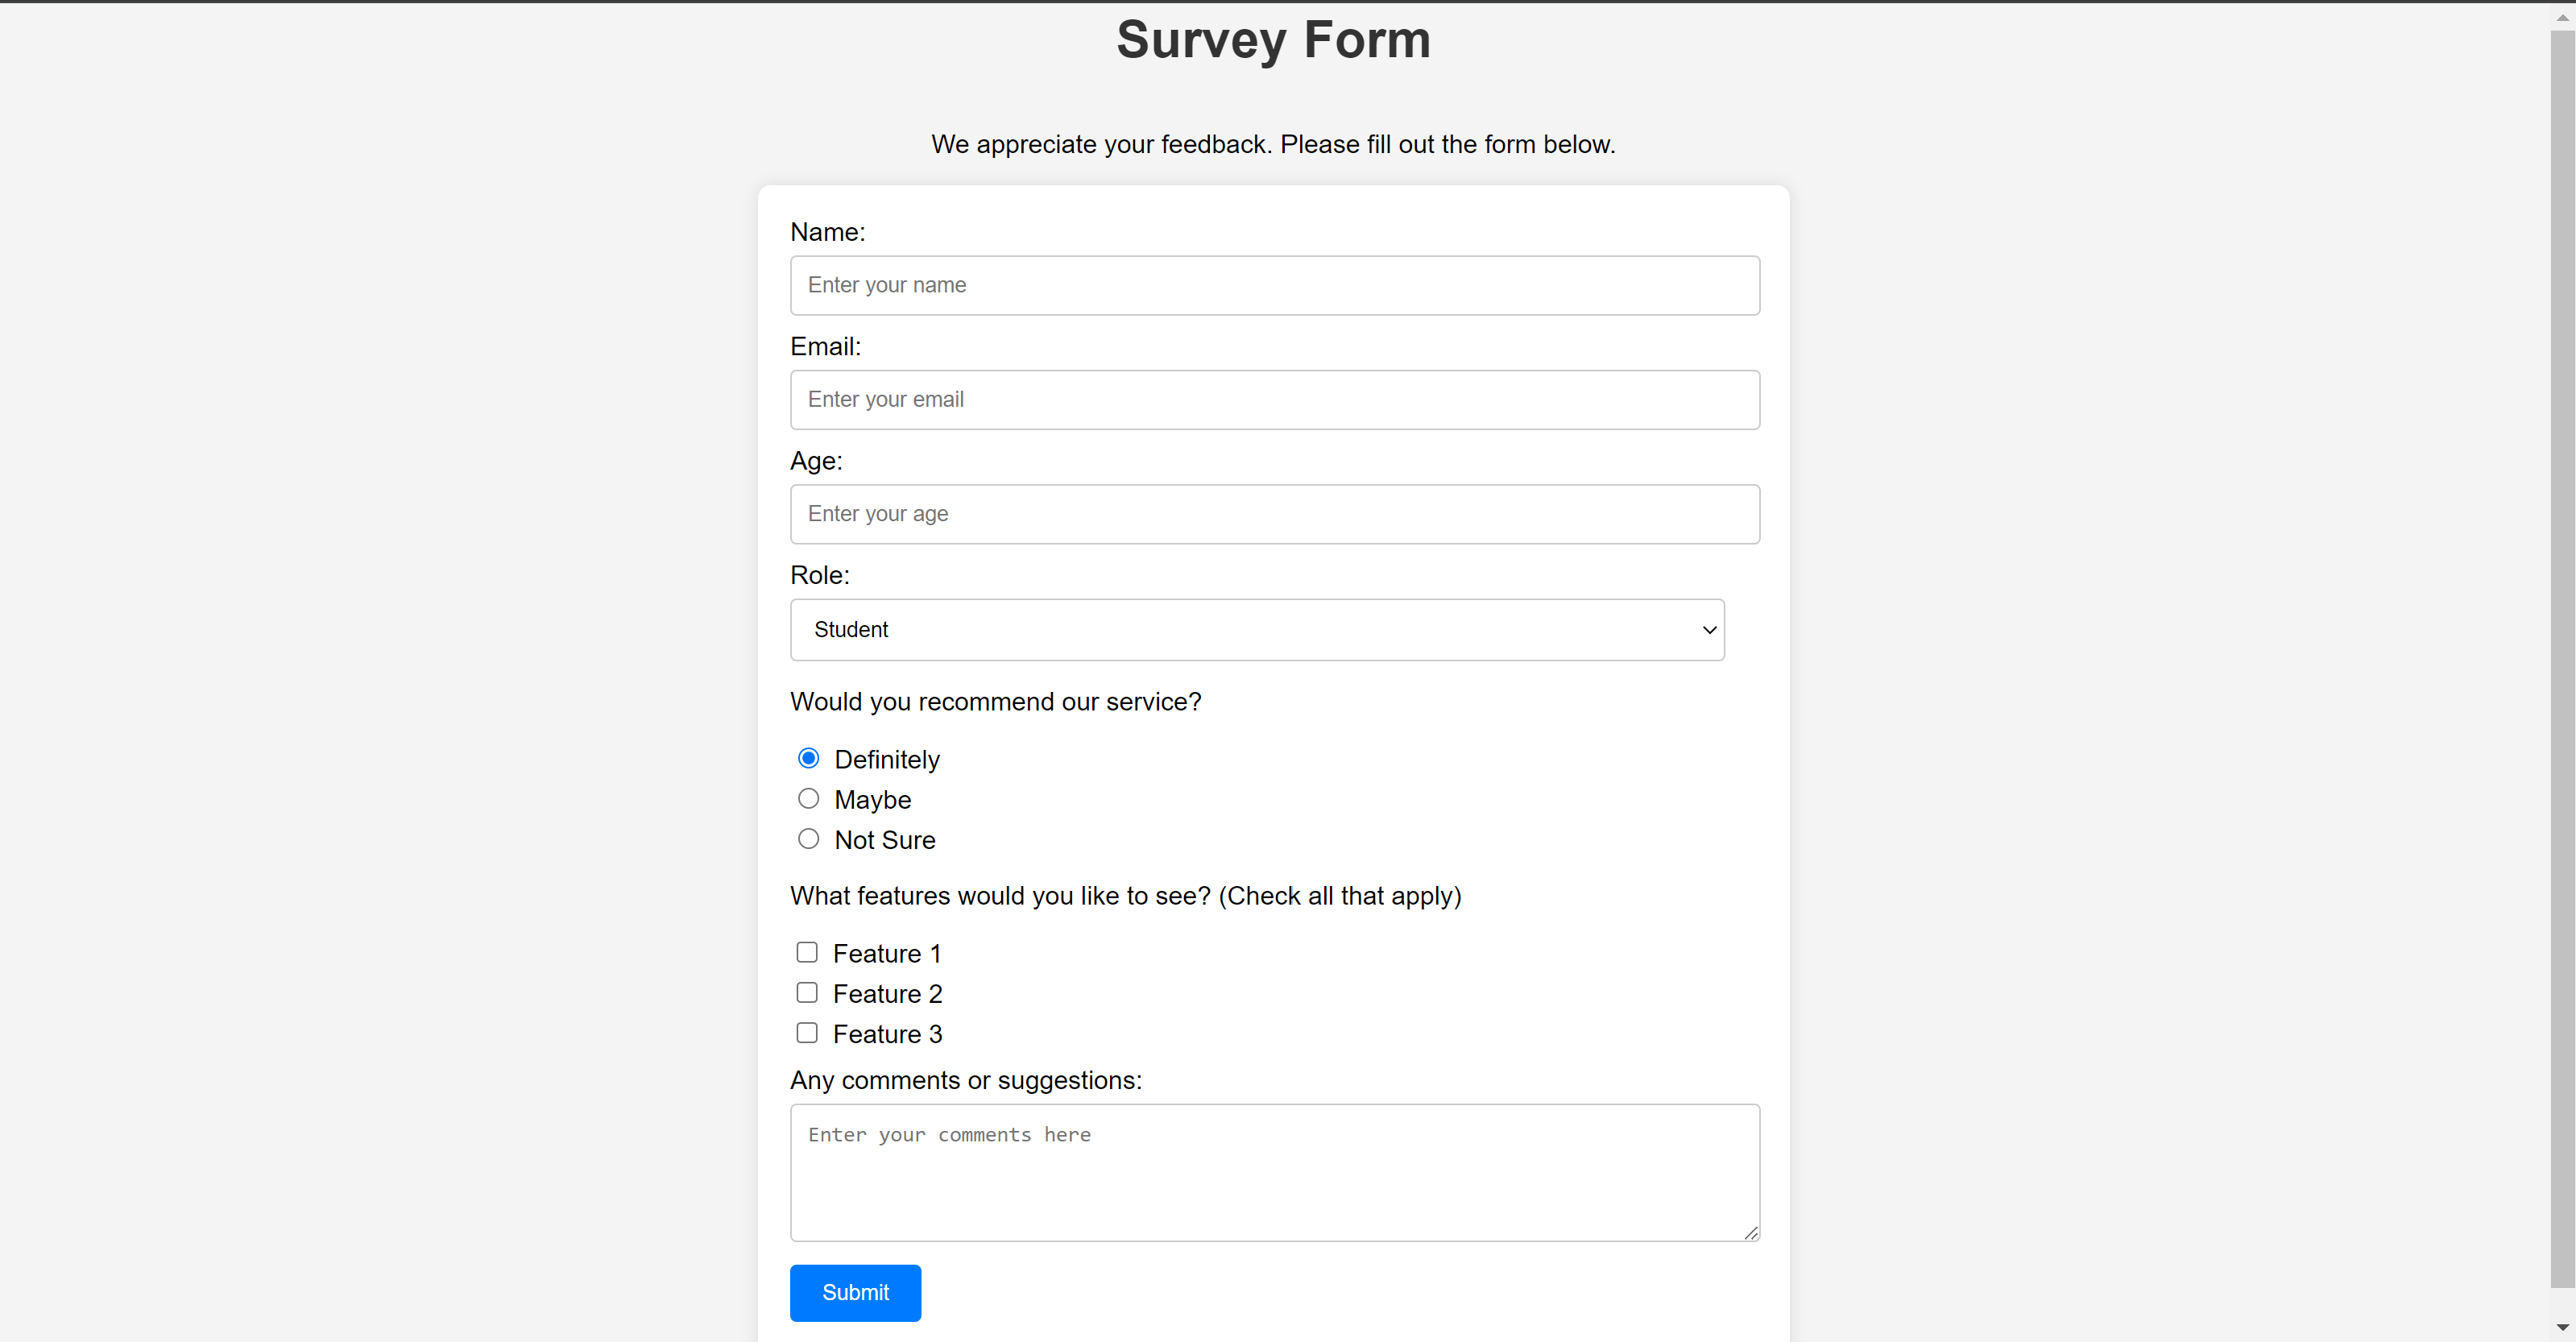 Survey Form
We appreciate your feedback. Please fill out the form below.
Name:
Enter your name
Email:
Enter your email
Age:
Enter your age
Role:
Student
Would you recommend our service?
Definitely
Maybe
Not Sure
What features would you like to see? (Check all that apply)
Feature 1
Feature 2
Feature 3
Any comments or suggestions:
Enter your comments here
Submit